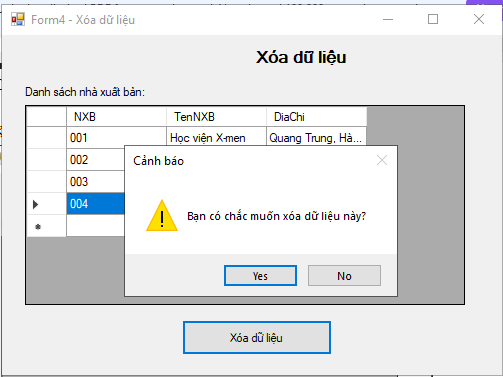 Form4 - Xóa dữ liệu
Xóa dữ liệu
Danh sách nhà xuất bản:
NXB TenNXB DiaChi
001 Học viện X-men Quang Trung, Hà...
002
003
004
Cảnh báo
Bạn có chắc muốn xóa dữ liệu này?
Yes No
Xóa dữ liệu